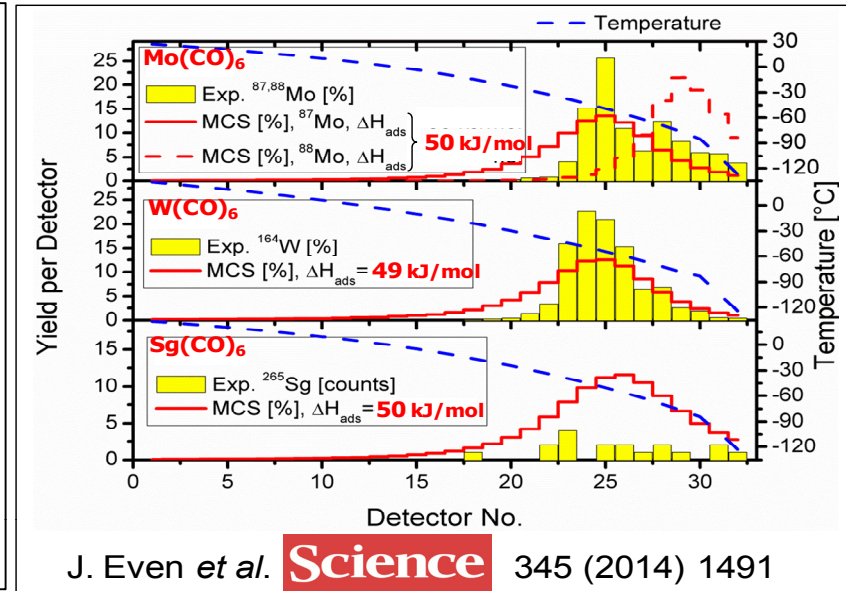 Temperature
Mo(CO)6
Exp. 87,88Mo [%]
MCS [%], 87Mo, ΔHads
MCS [%], 88Mo, ΔHads
50 kJ/mol
25
20
15
10
5
0
30
0
-30
-60
-90
-120
W(CO)6
Exp. 164W [%]
MCS [%], ΔHads= 49 kJ/mol
25
20
15
10
5
0
0
-30
-60
-90
-120
Sg(CO)6
Exp. 265Sg [counts]
MCS [%], ΔHads= 50 kJ/mol
15
10
5
0
0
-30
-60
-90
-120
Yield per Detector
Temperature [°C]
0 5 10 15 20 25 30
Detector No.
J. Even et al. Science 345 (2014) 1491